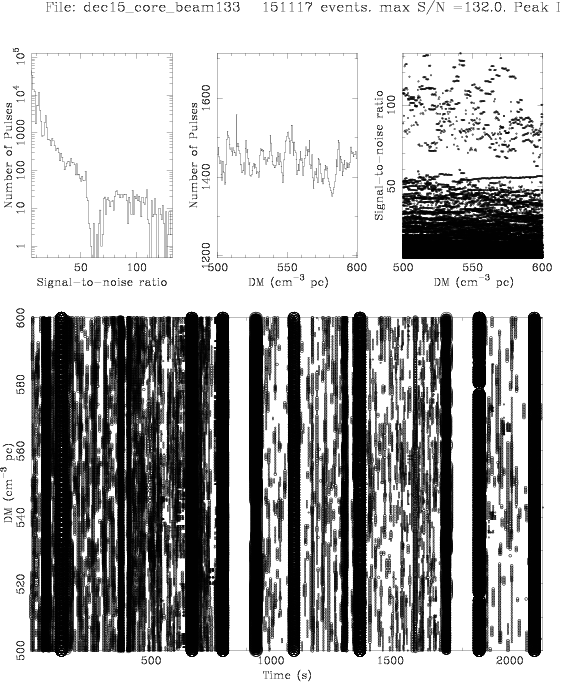 File: dec15_core_beam133 151117 events. max S/N =132.0. Peak
Number of Pulses
1 10 100 1000 10⁴ 10⁵
50 100
Signal-to-noise ratio
Number of Pulses
1200 1400 1600
500 550 600
DM (cm⁻³ pc)
Signal-to-noise ratio
50 100
500 550 600
DM (cm⁻³ pc)
DM (cm⁻³ pc)
500 520 540 560 580 600
500 1000 1500 2000
Time (s)